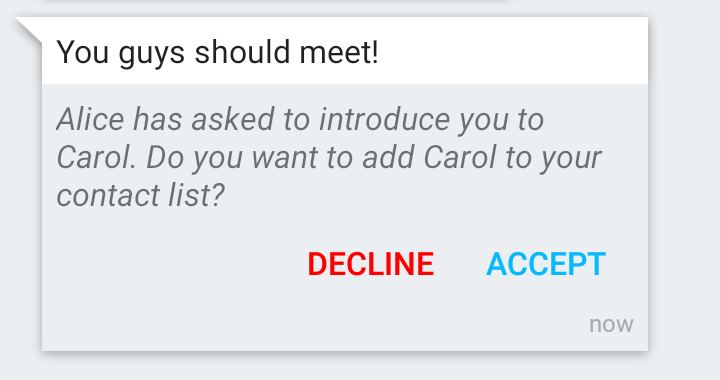 You guys should meet!
Alice has asked to introduce you to
Carol. Do you want to add Carol to your
contact list?
DECLINE ACCEPT
now